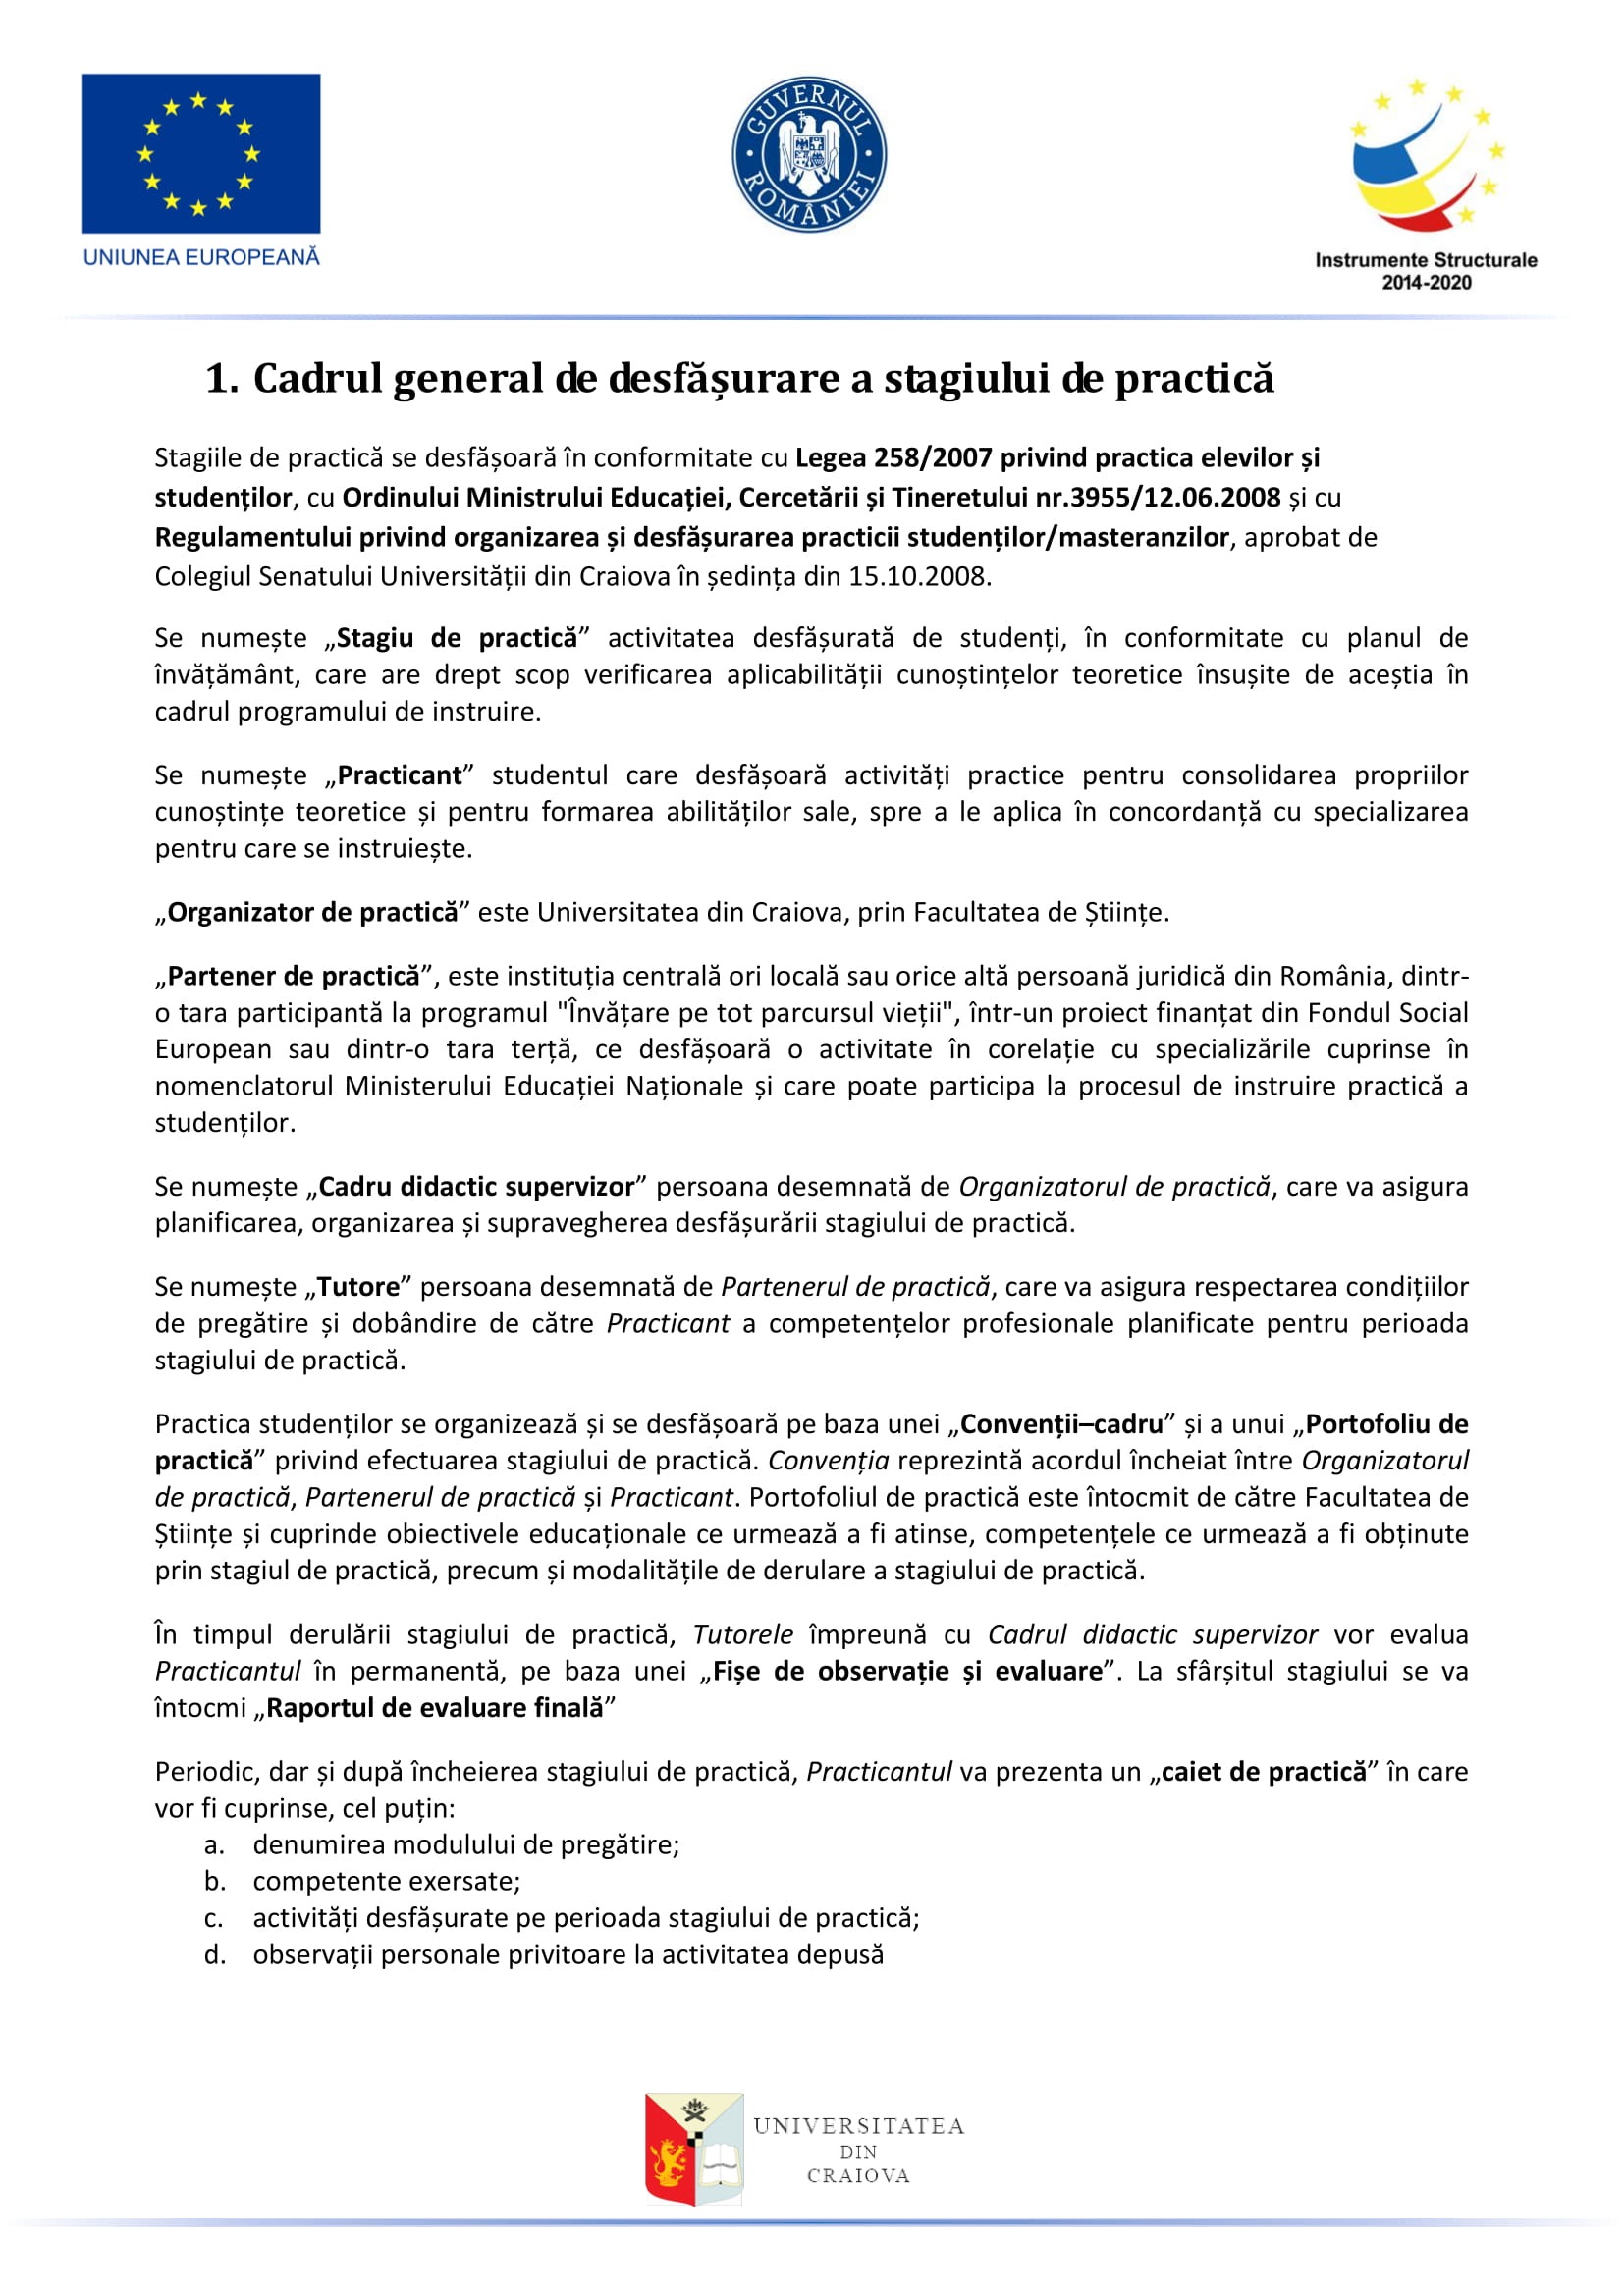 UNIUNEA EUROPEANĂ
GUVERNUL ROMÂNIEI
Instrumente Structurale
2014-2020
1. Cadrul general de desfășurare a stagiului de practică
Stagiile de practică se desfășoară în conformitate cu Legea 258/2007 privind practica elevilor și
studenților, cu Ordinului Ministrului Educației, Cercetării și Tineretului nr.3955/12.06.2008 și cu
Regulamentului privind organizarea și desfășurarea practicii studenților/masteranzilor, aprobat de
Colegiul Senatului Universității din Craiova în ședința din 15.10.2008.
Se numește „Stagiu de practică” activitatea desfășurată de studenți, în conformitate cu planul de
învățământ, care are drept scop verificarea aplicabilității cunoștințelor teoretice însușite de aceștia în
cadrul programului de instruire.
Se numește „Practicant” studentul care desfășoară activități practice pentru consolidarea propriilor
cunoștințe teoretice și pentru formarea abilităților sale, spre a le aplica în concordanță cu specializarea
pentru care se instruiește.
„Organizator de practică” este Universitatea din Craiova, prin Facultatea de Științe.
„Partener de practică”, este instituția centrală ori locală sau orice altă persoană juridică din România, dintr-
o tara participantă la programul "Învățare pe tot parcursul vieții", într-un proiect finanțat din Fondul Social
European sau dintr-o tara terță, ce desfășoară o activitate în corelație cu specializările cuprinse în
nomenclatorul Ministerului Educației Naționale și care poate participa la procesul de instruire practică a
studenților.
Se numește „Cadru didactic supervizor” persoana desemnată de Organizatorul de practică, care va asigura
planificarea, organizarea și supravegherea desfășurării stagiului de practică.
Se numește „Tutore” persoana desemnată de Partenerul de practică, care va asigura respectarea condițiilor
de pregătire și dobândire de către Practicant a competențelor profesionale planificate pentru perioada
stagiului de practică.
Practica studenților se organizează și se desfășoară pe baza unei „Convenții–cadru” și a unui „Portofoliu de
practică” privind efectuarea stagiului de practică. Convenția reprezintă acordul încheiat între Organizatorul
de practică, Partenerul de practică și Practicant. Portofoliul de practică este întocmit de către Facultatea de
Științe și cuprinde obiectivele educaționale ce urmează a fi atinse, competențele ce urmează a fi obținute
prin stagiul de practică, precum și modalitățile de derulare a stagiului de practică.
În timpul derulării stagiului de practică, Tutorele împreună cu Cadrul didactic supervizor vor evalua
Practicantul în permanentă, pe baza unei „Fișe de observație și evaluare”. La sfârșitul stagiului se va
întocmi „Raportul de evaluare finală”
Periodic, dar și după încheierea stagiului de practică, Practicantul va prezenta un „caiet de practică” în care
vor fi cuprinse, cel puțin:
a. denumirea modulului de pregătire;
b. competente exersate;
c. activități desfășurate pe perioada stagiului de practică;
d. observații personale privitoare la activitatea depusă
UNIVERSITATEA
DIN
CRAIOVA